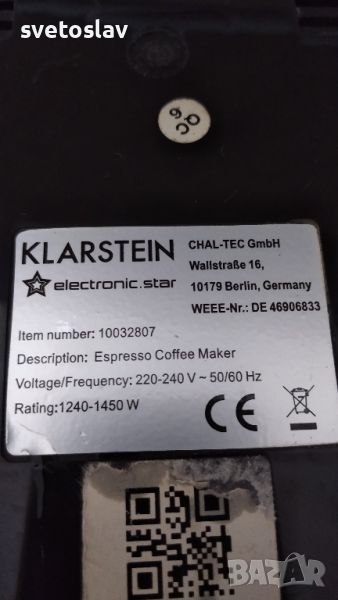 svetoslav
KLARSTEIN
electronic.star
CHAL-TEC GmbH
Wallstraße 16,
10179 Berlin, Germany
WEEE-Nr.: DE 46906833
Item number: 10032807
Description: Espresso Coffee Maker
Voltage/Frequency: 220-240 V ~ 50/60 Hz
Rating:1240-1450 W
CE
BAZAR